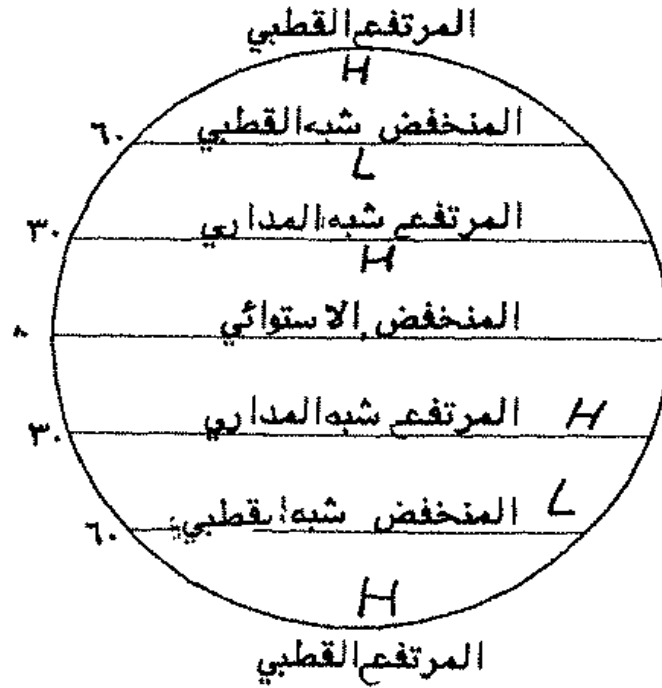 المرتفع القطبي
H
٦٠ المنخفض شبه القطبي
L
٣٠ المرتفع شبه المداري
H
المنخفض الاستوائي
٣٠ المرتفع شبه المداري H
٦٠ المنخفض شبه القطبي L
H
المرتفع القطبي